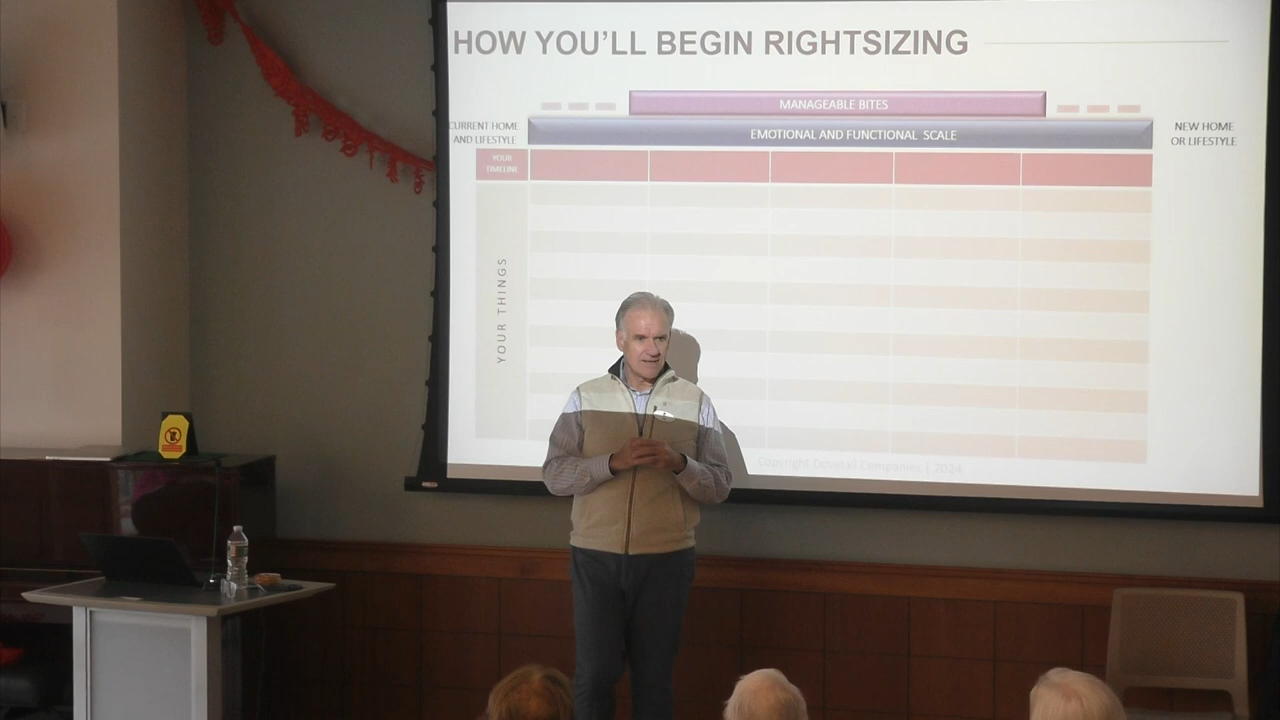 HOW YOU'LL BEGIN RIGHTSIZING
MANAGEABLE BITES
CURRENT HOME
AND LIFESTYLE
EMOTIONAL AND FUNCTIONAL SCALE
NEW HOME
OR LIFESTYLE
YOUR
TIMELINE
YOUR THINGS
Copyright Dovetail Companies | 2024